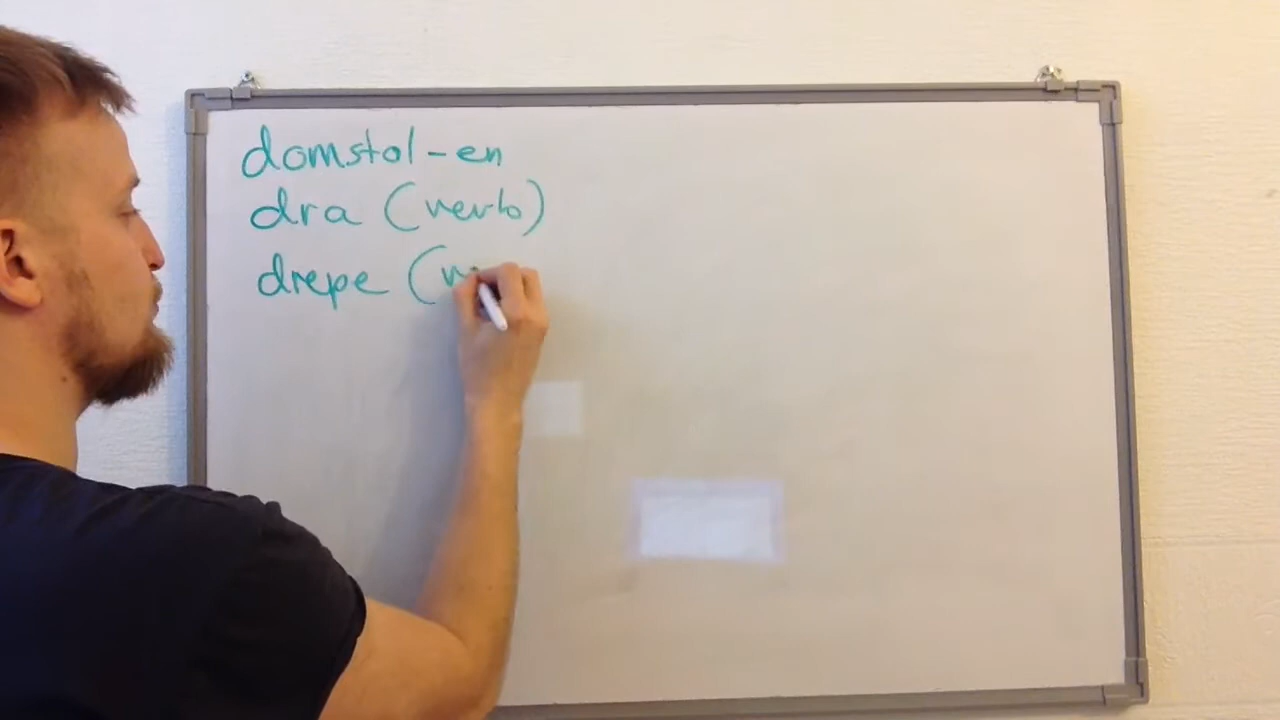 domstol-en
dra (verb)
drepe (v